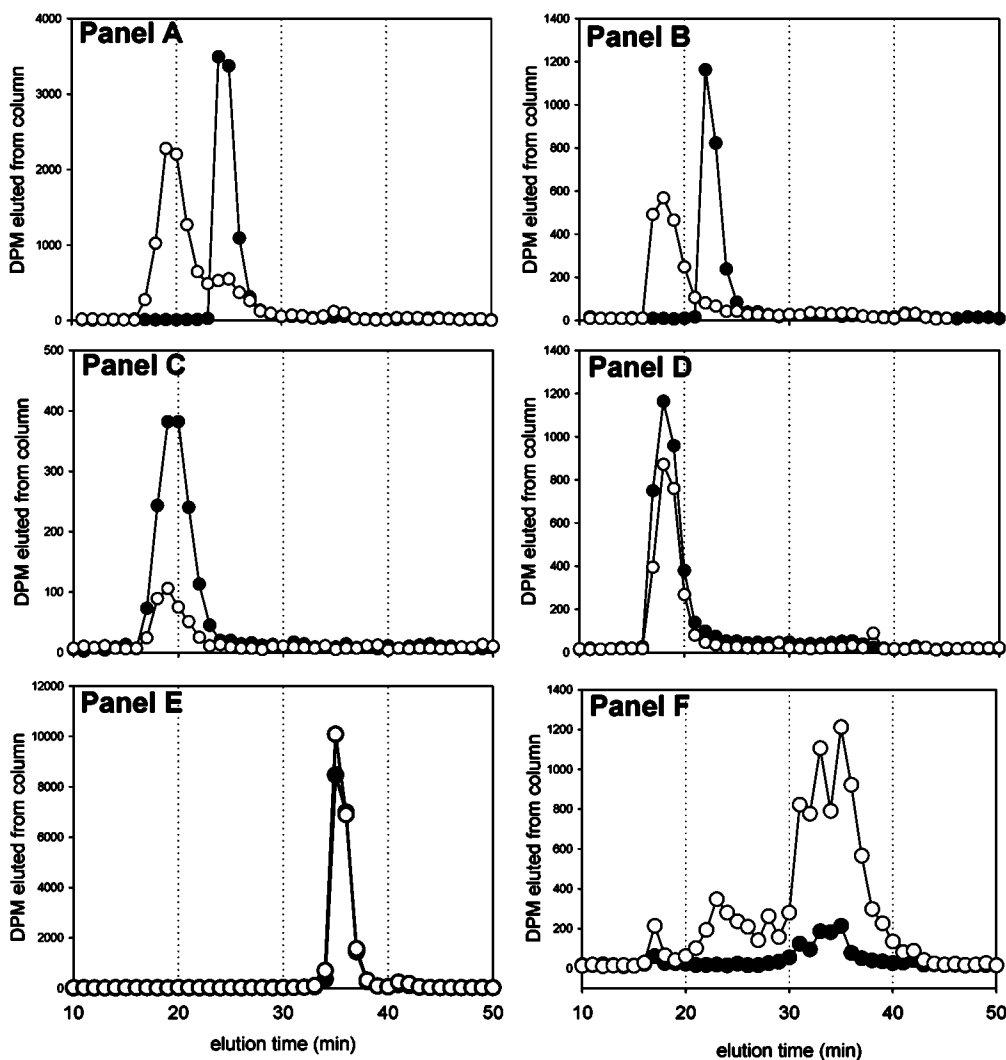 Panel A
DPM eluted from column
4000
3000
2000
1000
0
Panel B
DPM eluted from column
1400
1200
1000
800
600
400
200
0
Panel C
DPM eluted from column
500
400
300
200
100
0
Panel D
DPM eluted from column
1400
1200
1000
800
600
400
200
0
Panel E
DPM eluted from column
12000
10000
8000
6000
4000
2000
0
10 20 30 40 50
elution time (min)
Panel F
DPM eluted from column
1400
1200
1000
800
600
400
200
0
10 20 30 40 50
elution time (min)